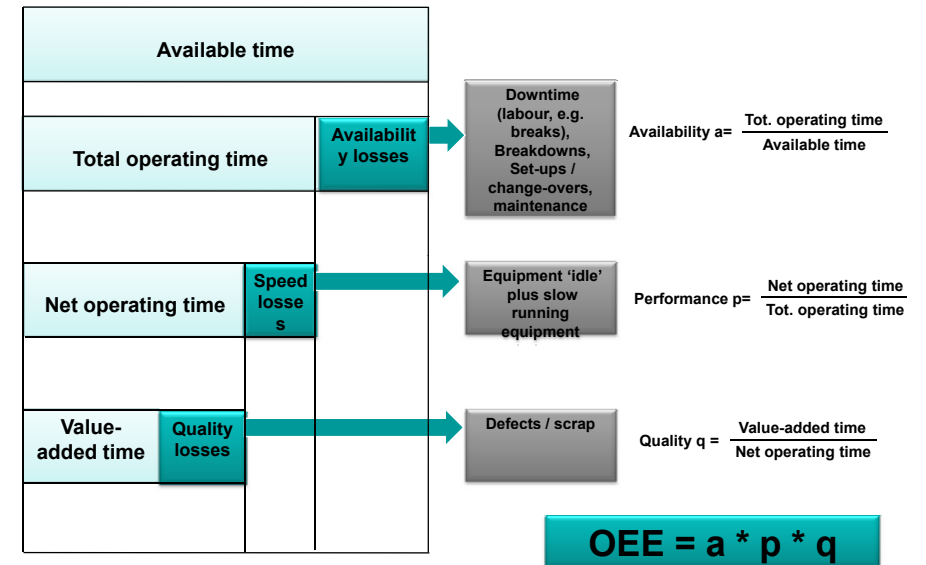 Available time
Total operating time
Availabilit
y losses
Downtime
(labour, e.g.
breaks),
Breakdowns,
Set-ups /
change-overs,
maintenance
Availability a=
Tot. operating time
Available time
Net operating time
Speed
losse
s
Equipment ‘idle’
plus slow
running
equipment
Performance p=
Net operating time
Tot. operating time
Value-
added time
Quality
losses
Defects / scrap
Quality q =
Value-added time
Net operating time
OEE = a * p * q